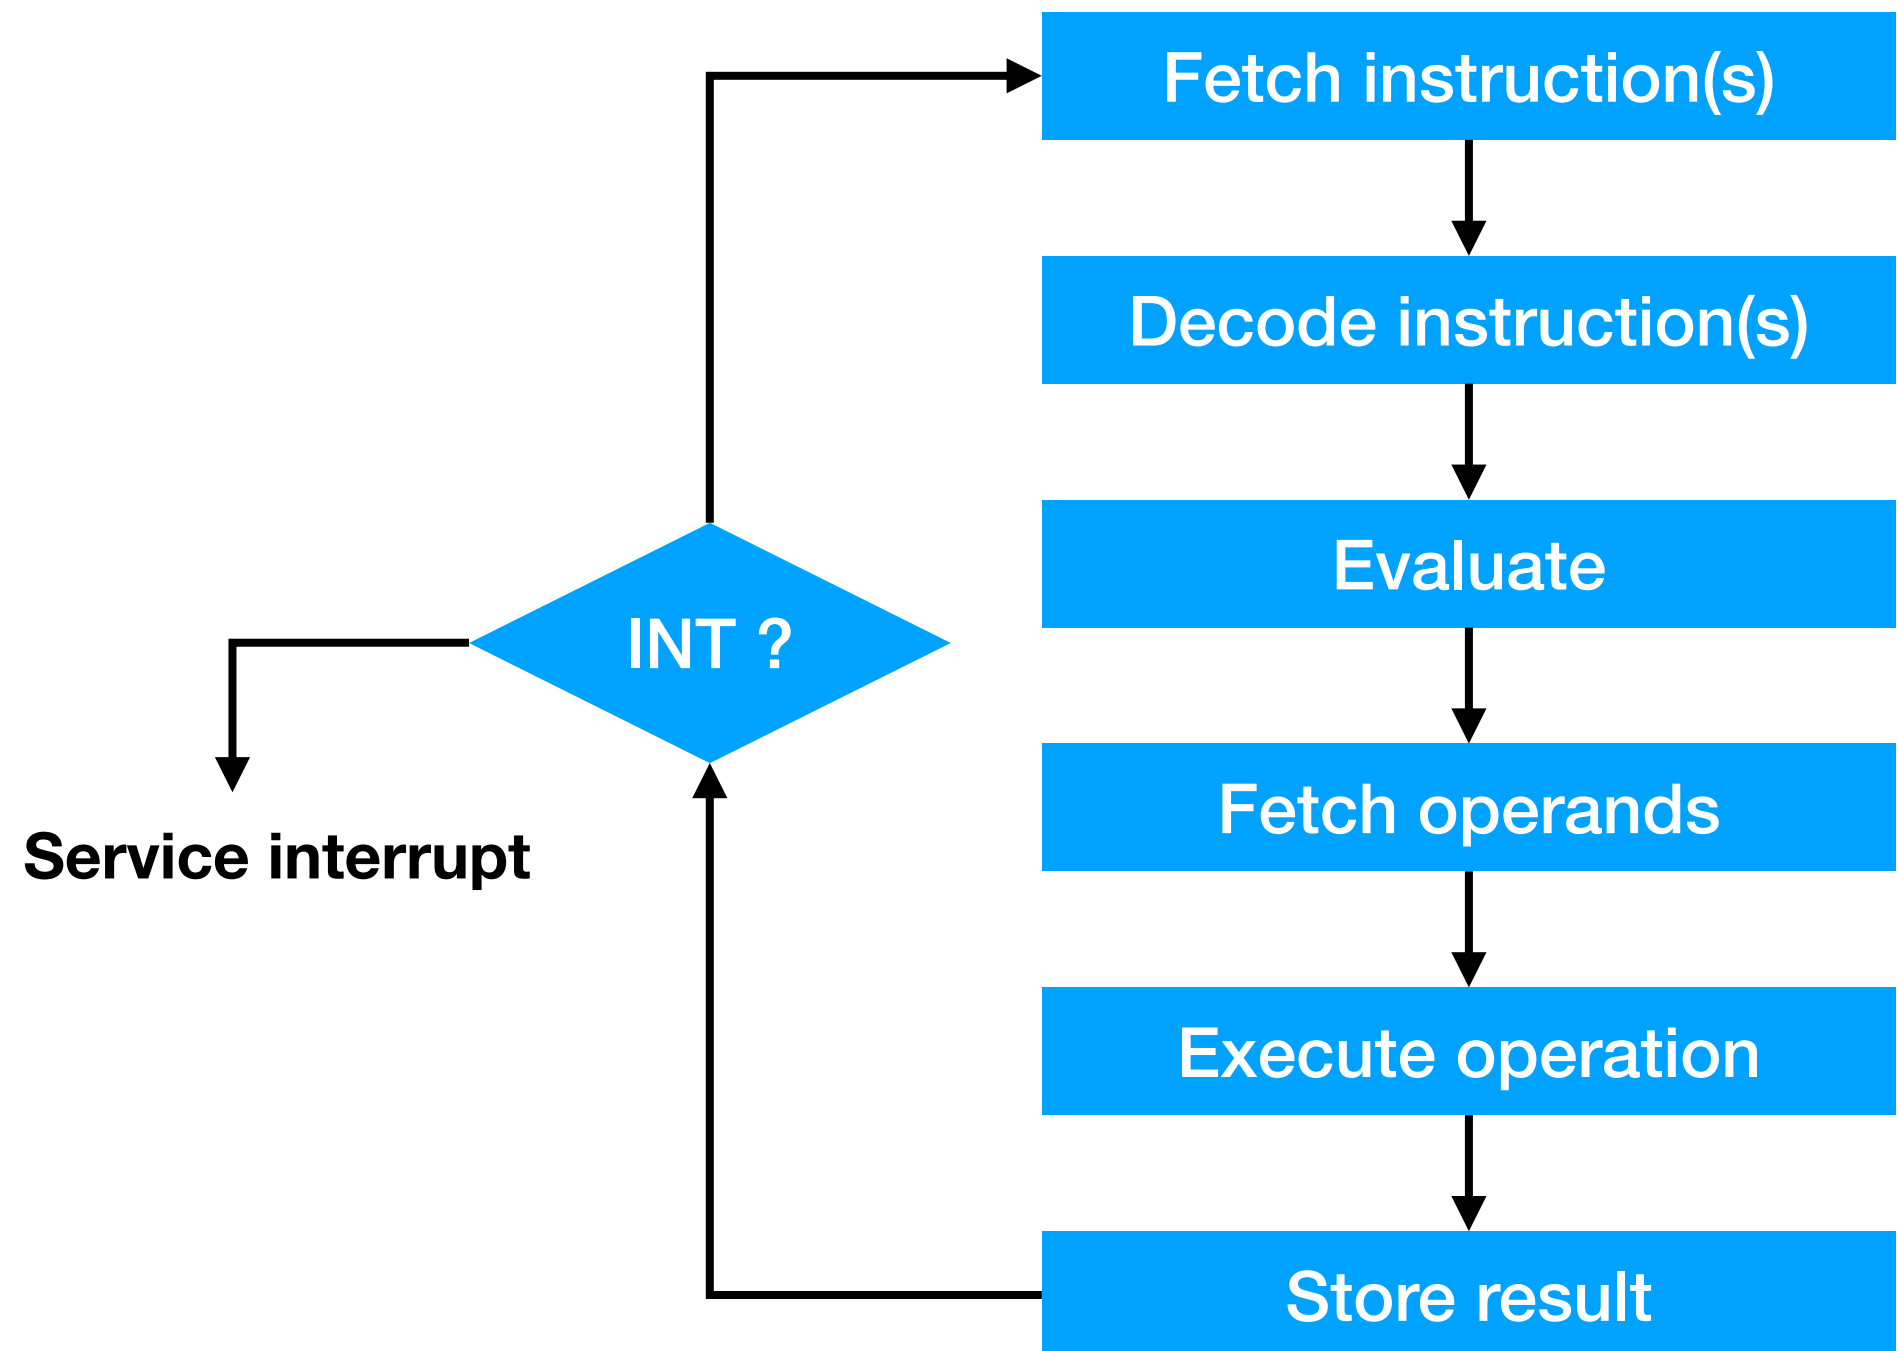 Fetch instruction(s)
Decode instruction(s)
Evaluate
INT ?
Fetch operands
Service interrupt
Execute operation
Store result